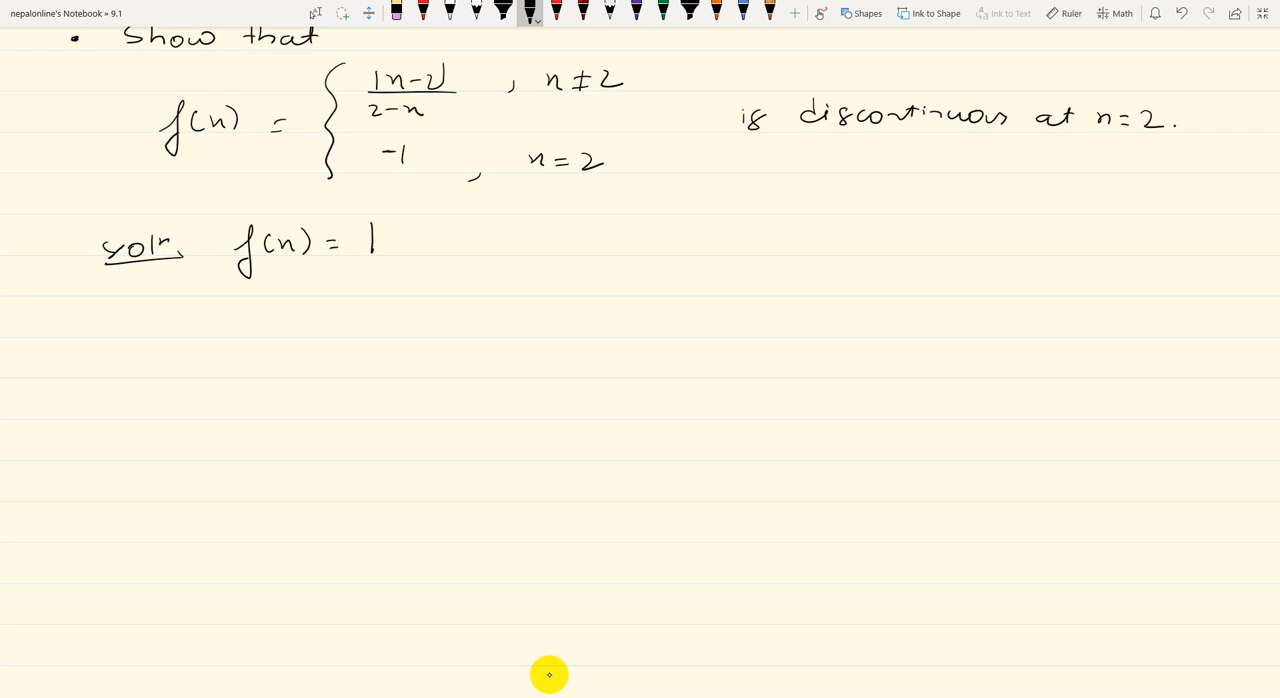 nepalonline's Notebook » 9.1
Shapes Ink to Shape Ink to Text Ruler Math
• Show that
f(x) = { |x-2| / 2-x , x ≠ 2
-1 , x = 2
is discontinuous at x = 2.
soln, f(x) = |